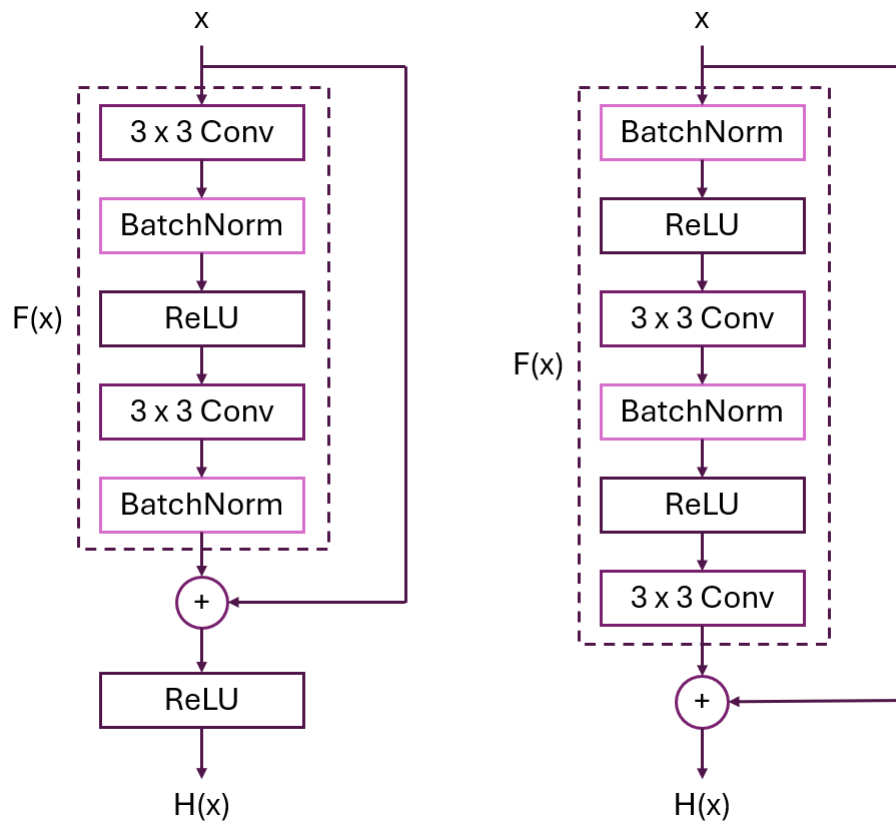 x
3 x 3 Conv
BatchNorm
ReLU
F(x)
3 x 3 Conv
BatchNorm
+
ReLU
H(x)
x
BatchNorm
ReLU
3 x 3 Conv
F(x)
BatchNorm
ReLU
3 x 3 Conv
+
H(x)